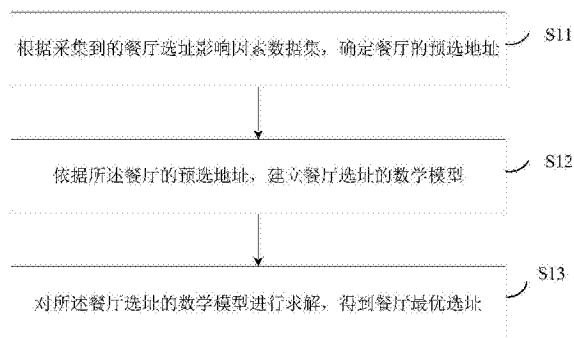 根据采集到的餐厅选址影响因素数据集，确定餐厅的预选地址
S11
依据所述餐厅的预选地址，建立餐厅选址的数学模型
S12
对所述餐厅选址的数学模型进行求解，得到餐厅最优选址
S13